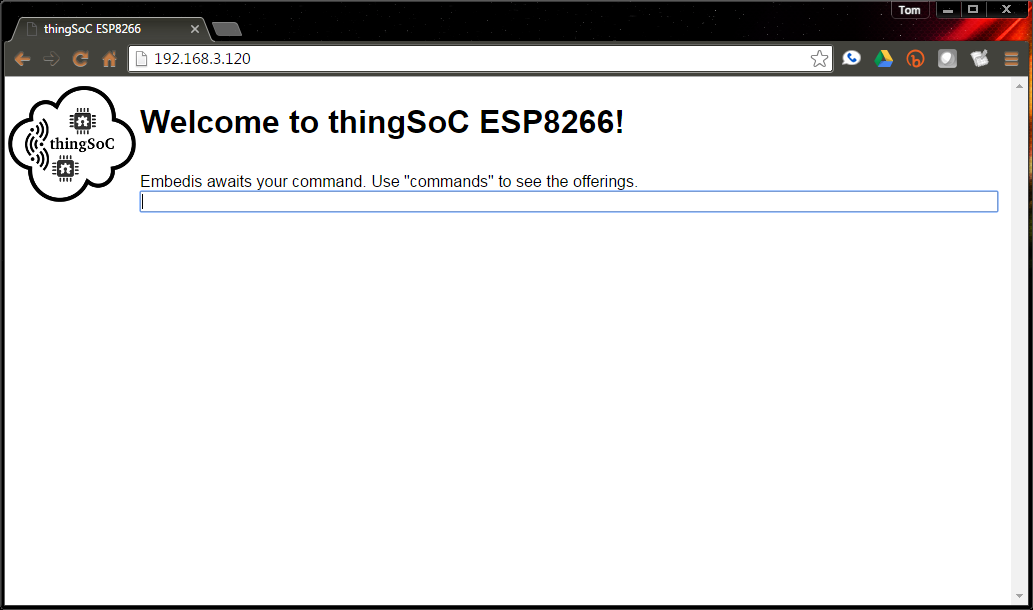 Tom
thingSoC ESP8266
192.168.3.120
thingSoC
Welcome to thingSoC ESP8266!
Embedis awaits your command. Use "commands" to see the offerings.